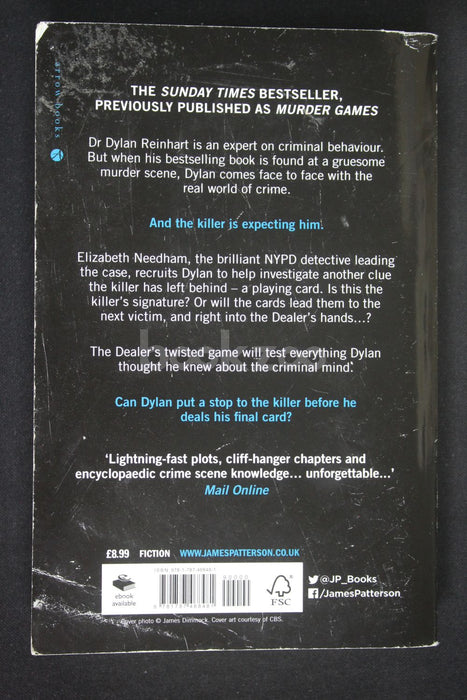 arrow books
THE SUNDAY TIMES BESTSELLER,
PREVIOUSLY PUBLISHED AS MURDER GAMES
Dr Dylan Reinhart is an expert on criminal behaviour.
But when his bestselling book is found at a gruesome
murder scene, Dylan comes face to face with the
real world of crime.
And the killer is expecting him.
Elizabeth Needham, the brilliant NYPD detective leading
the case, recruits Dylan to help investigate another clue
the killer has left behind – a playing card. Is this the
killer's signature? Or will the cards lead them to the
next victim, and right into the Dealer's hands…?
The Dealer's twisted game will test everything Dylan
thought he knew about the criminal mind.
Can Dylan put a stop to the killer before he
deals his final card?
‘Lightning-fast plots, cliff-hanger chapters and
encyclopaedic crime scene knowledge… unforgettable…’
Mail Online
£8.99 FICTION WWW.JAMESPATTERSON.CO.UK
90000
ebook
available
FSC
@JP_Books
/JamesPatterson
Cover photo © James Dimmock. Cover art courtesy of CBS.